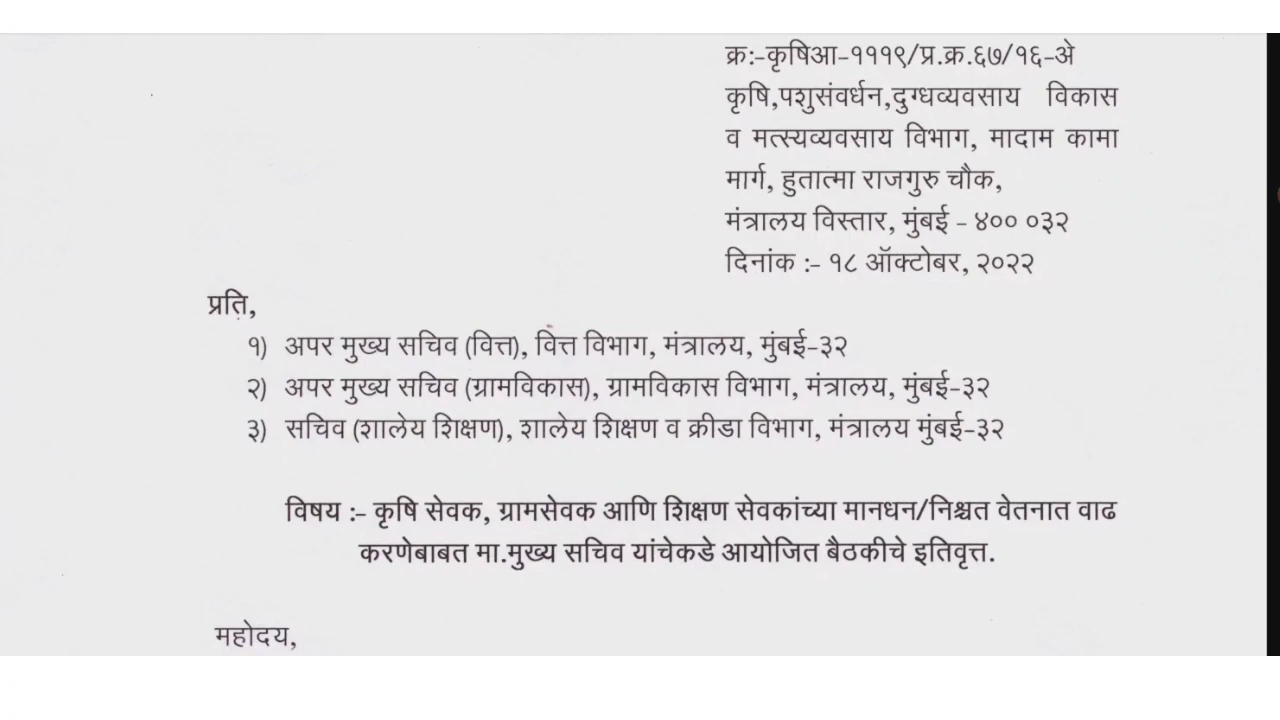 क्र:-कृषिआ-१११९/प्र.क्र.६७/१६-अे
कृषि,पशुसंवर्धन,दुग्धव्यवसाय विकास
व मत्स्यव्यवसाय विभाग, मादाम कामा
मार्ग, हुतात्मा राजगुरु चौक,
मंत्रालय विस्तार, मुंबई - ४०० ०३२
दिनांक :- १८ ऑक्टोबर, २०२२
प्रति,
१) अपर मुख्य सचिव (वित्त), वित्त विभाग, मंत्रालय, मुंबई-३२
२) अपर मुख्य सचिव (ग्रामविकास), ग्रामविकास विभाग, मंत्रालय, मुंबई-३२
३) सचिव (शालेय शिक्षण), शालेय शिक्षण व क्रीडा विभाग, मंत्रालय मुंबई-३२
विषय :- कृषि सेवक, ग्रामसेवक आणि शिक्षण सेवकांच्या मानधन/निश्चत वेतनात वाढ
करणेबाबत मा.मुख्य सचिव यांचेकडे आयोजित बैठकीचे इतिवृत्त.
महोदय,